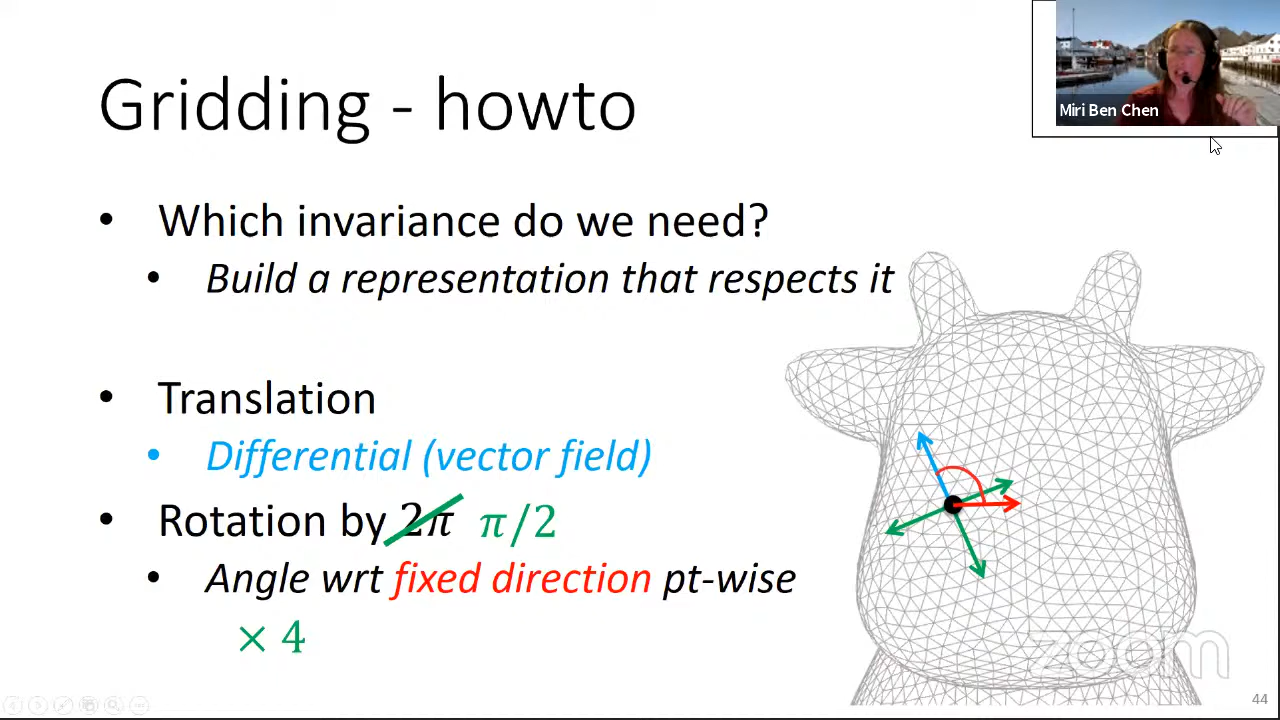 Miri Ben Chen
Gridding - howto
• Which invariance do we need?
• Build a representation that respects it
• Translation
• Differential (vector field)
• Rotation by 2π π/2
• Angle wrt fixed direction pt-wise
× 4
zoom
44